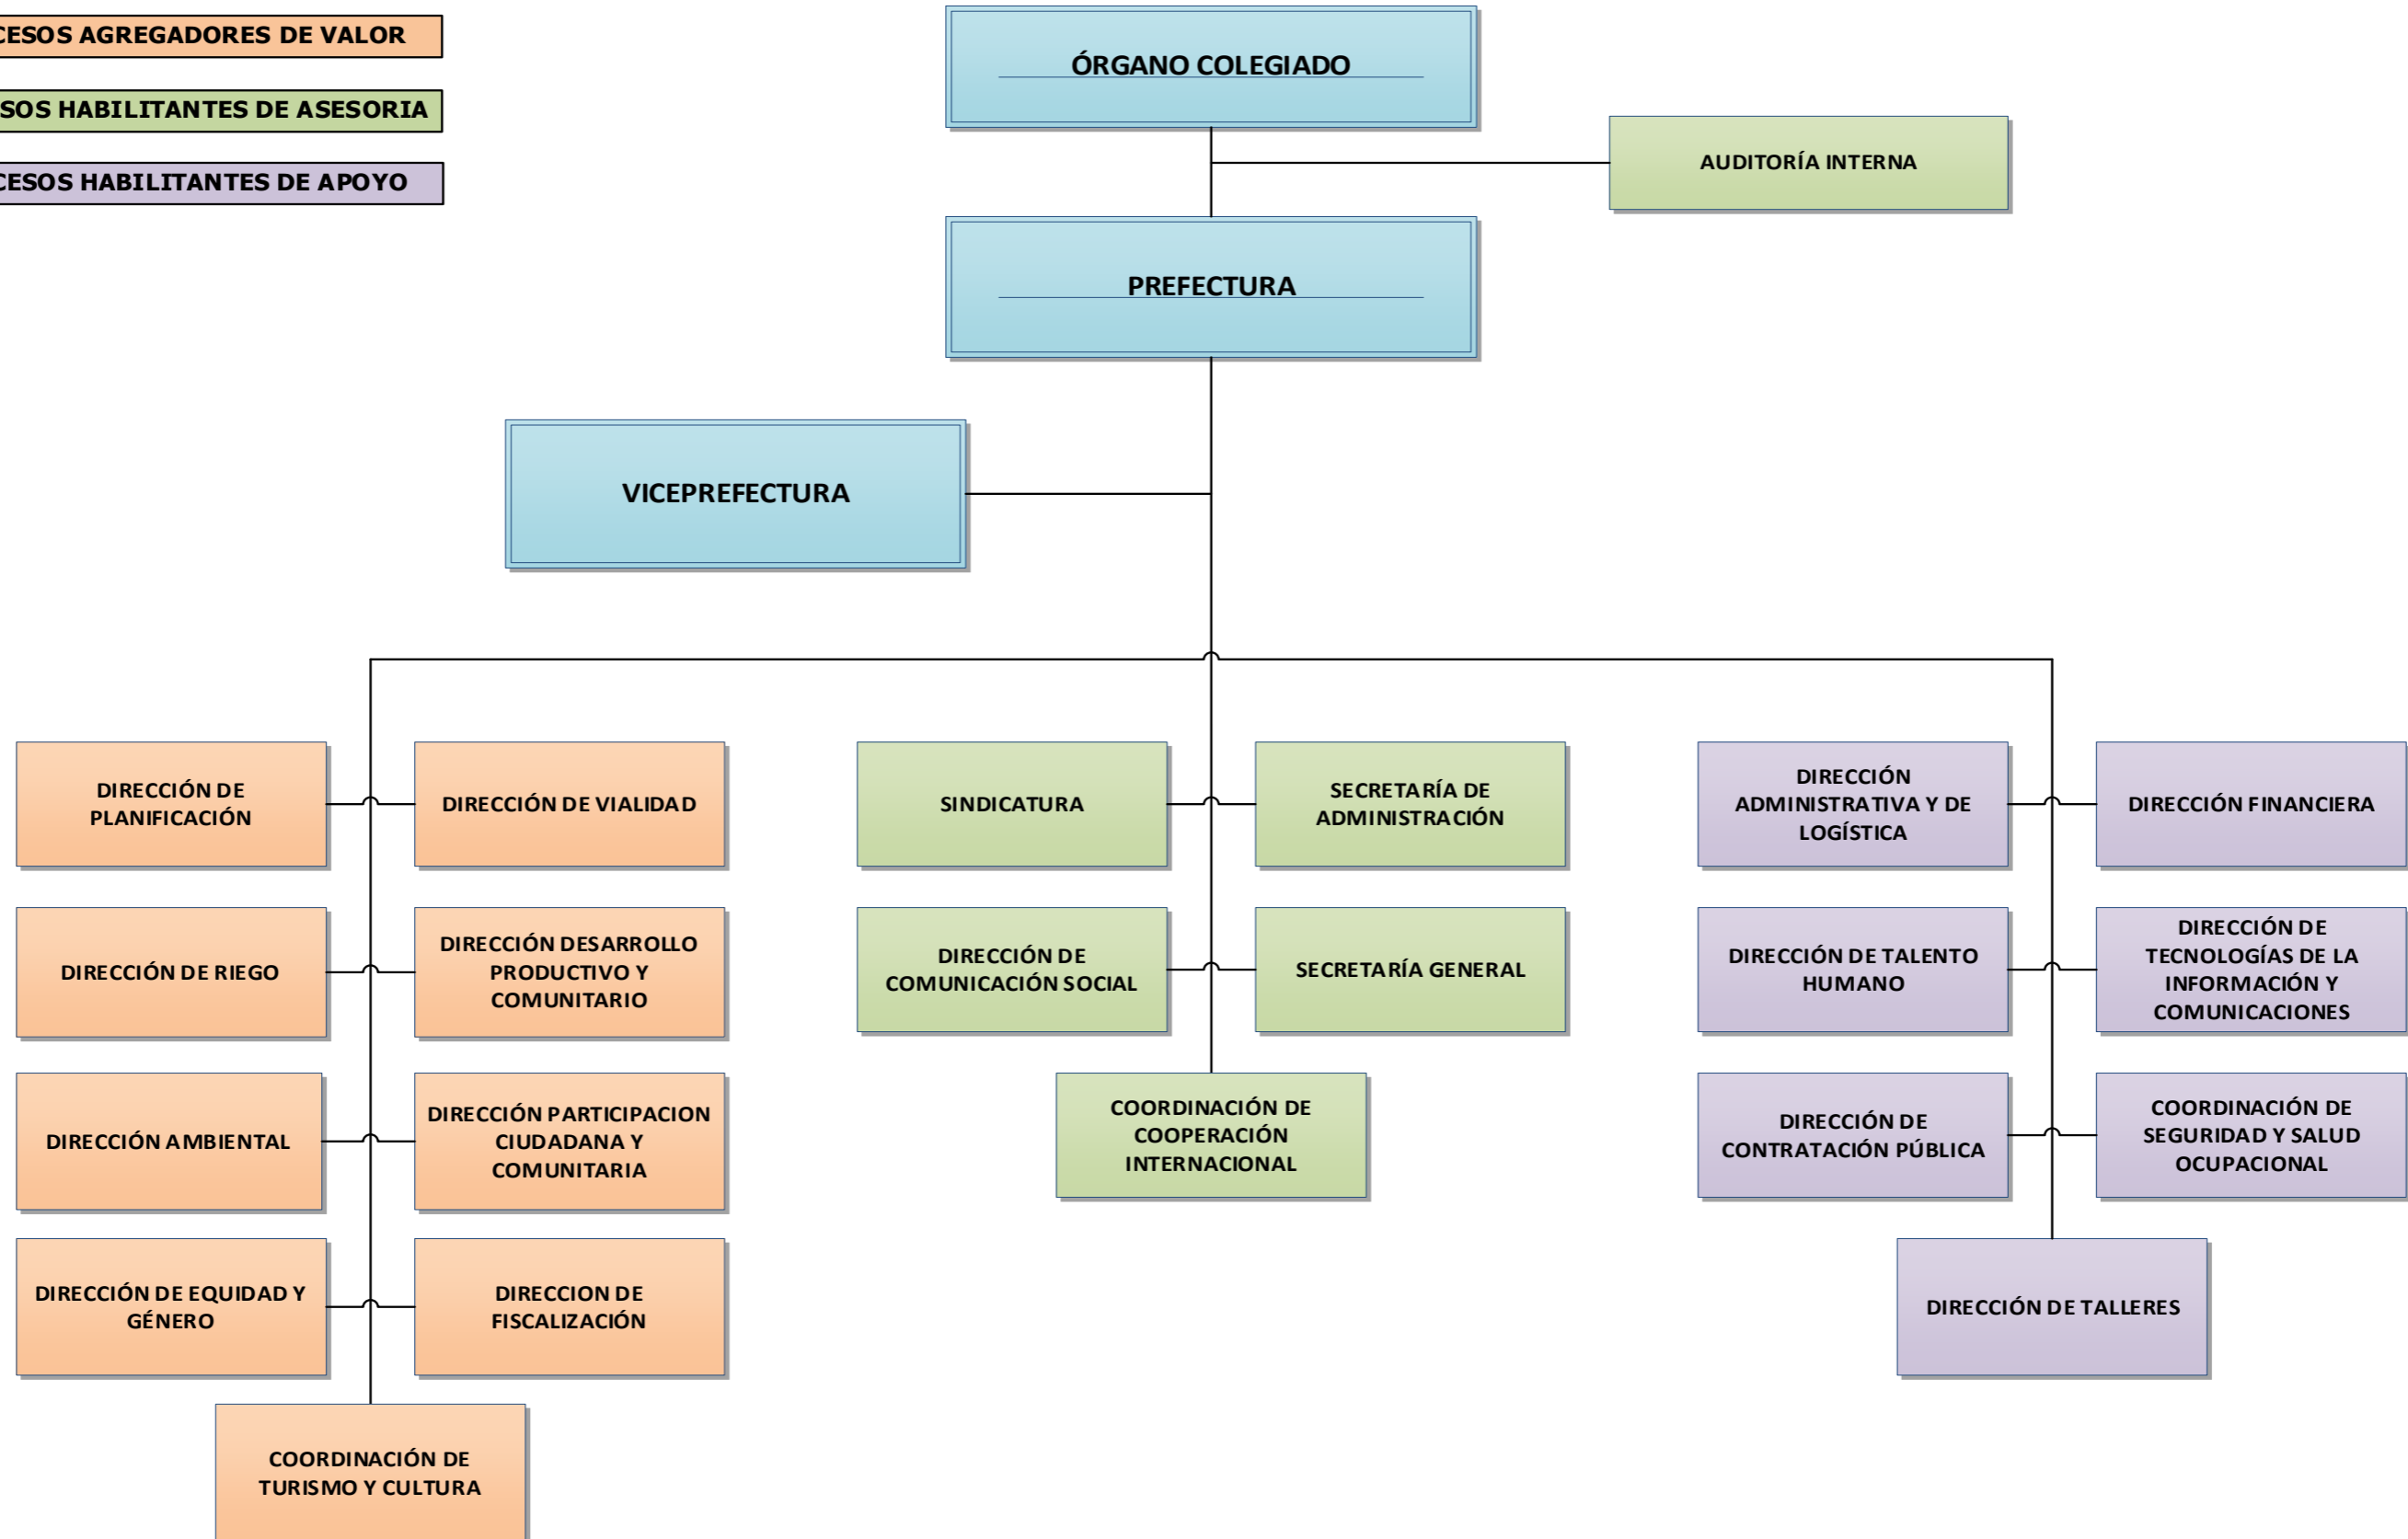 CESOS AGREGADORES DE VALOR
SOS HABILITANTES DE ASESORIA
CESOS HABILITANTES DE APOYO
ÓRGANO COLEGIADO
AUDITORÍA INTERNA
PREFECTURA
VICEPREFECTURA
DIRECCIÓN DE
PLANIFICACIÓN
DIRECCIÓN DE VIALIDAD
DIRECCIÓN DE RIEGO
DIRECCIÓN DESARROLLO
PRODUCTIVO Y
COMUNITARIO
DIRECCIÓN AMBIENTAL
DIRECCIÓN PARTICIPACION
CIUDADANA Y
COMUNITARIA
DIRECCIÓN DE EQUIDAD Y
GÉNERO
DIRECCION DE
FISCALIZACIÓN
COORDINACIÓN DE
TURISMO Y CULTURA
SINDICATURA
SECRETARÍA DE
ADMINISTRACIÓN
DIRECCIÓN DE
COMUNICACIÓN SOCIAL
SECRETARÍA GENERAL
COORDINACIÓN DE
COOPERACIÓN
INTERNACIONAL
DIRECCIÓN
ADMINISTRATIVA Y DE
LOGÍSTICA
DIRECCIÓN FINANCIERA
DIRECCIÓN DE TALENTO
HUMANO
DIRECCIÓN DE
TECNOLOGÍAS DE LA
INFORMACIÓN Y
COMUNICACIONES
DIRECCIÓN DE
CONTRATACIÓN PÚBLICA
COORDINACIÓN DE
SEGURIDAD Y SALUD
OCUPACIONAL
DIRECCIÓN DE TALLERES